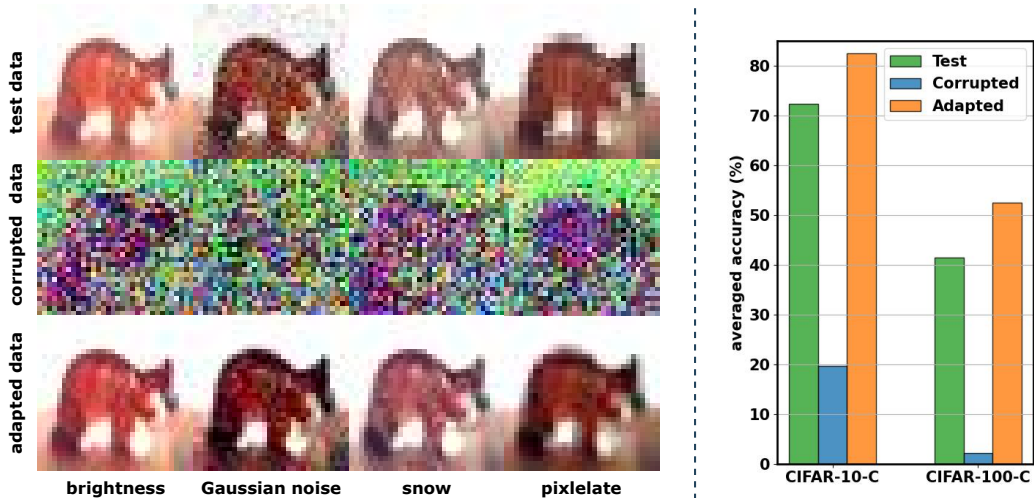 test data
corrupted data
adapted data
brightness Gaussian noise snow pixlelate
averaged accuracy (%)
80
70
60
50
40
30
20
10
0
Test
Corrupted
Adapted
CIFAR-10-C CIFAR-100-C